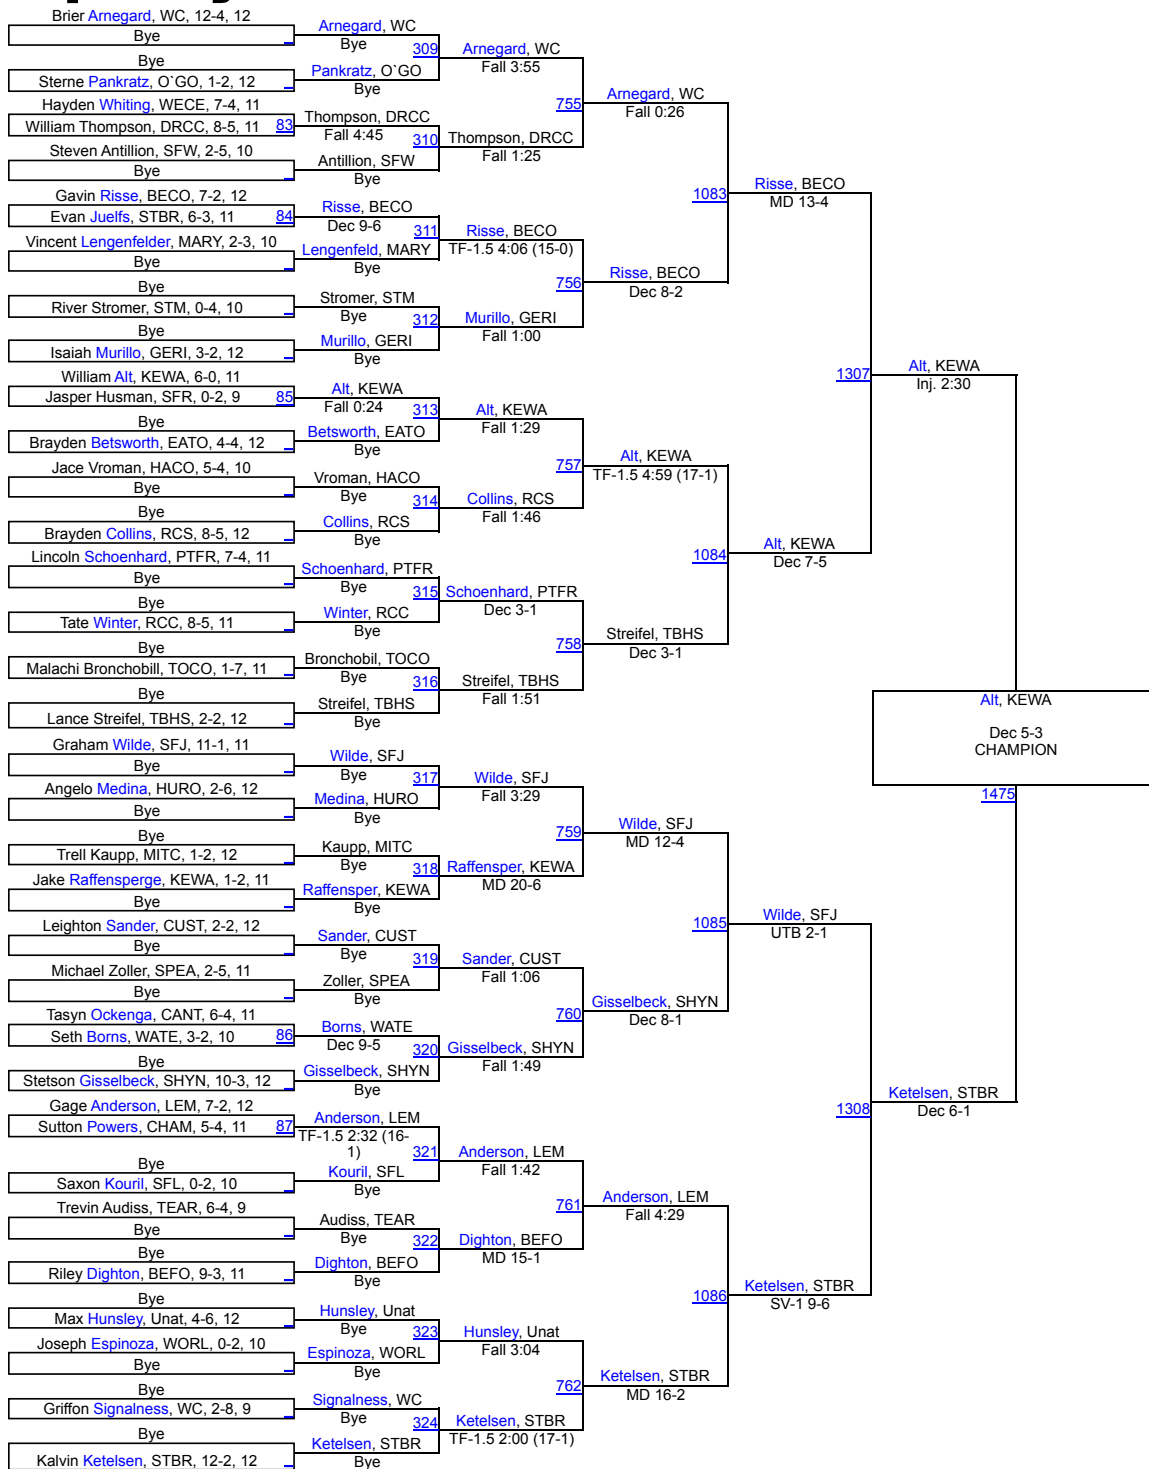 Brier Arnegard, WC, 12-4, 12
Bye
Bye
Sterne Pankratz, O`GO, 1-2, 12
Hayden Whiting, WECE, 7-4, 11
William Thompson, DRCC, 8-5, 11 83
Steven Antillion, SFW, 2-5, 10
Bye
Gavin Risse, BECO, 7-2, 12
Evan Juelfs, STBR, 6-3, 11 84
Vincent Lengenfelder, MARY, 2-3, 10
Bye
Bye
River Stromer, STM, 0-4, 10
Bye
Isaiah Murillo, GERI, 3-2, 12
William Alt, KEWA, 6-0, 11
Jasper Husman, SFR, 0-2, 9 85
Bye
Brayden Betsworth, EATO, 4-4, 12
Jace Vroman, HACO, 5-4, 10
Bye
Bye
Brayden Collins, RCS, 8-5, 12
Lincoln Schoenhard, PTFR, 7-4, 11
Bye
Bye
Tate Winter, RCC, 8-5, 11
Bye
Malachi Bronchobill, TOCO, 1-7, 11
Bye
Lance Streifel, TBHS, 2-2, 12
Graham Wilde, SFJ, 11-1, 11
Bye
Angelo Medina, HURO, 2-6, 12
Bye
Bye
Trell Kaupp, MITC, 1-2, 12
Jake Raffensperge, KEWA, 1-2, 11
Bye
Leighton Sander, CUST, 2-2, 12
Bye
Michael Zoller, SPEA, 2-5, 11
Bye
Tasyn Ockenga, CANT, 6-4, 11
Seth Borns, WATE, 3-2, 10 86
Bye
Stetson Gisselbeck, SHYN, 10-3, 12
Gage Anderson, LEM, 7-2, 12
Sutton Powers, CHAM, 5-4, 11 87
Bye
Saxon Kouril, SFL, 0-2, 10
Trevin Audiss, TEAR, 6-4, 9
Bye
Bye
Riley Dighton, BEFO, 9-3, 11
Bye
Max Hunsley, Unat, 4-6, 12
Joseph Espinoza, WORL, 0-2, 10
Bye
Bye
Griffon Signalness, WC, 2-8, 9
Bye
Kalvin Ketelsen, STBR, 12-2, 12
Arnegard, WC
Bye
309
Pankratz, O`GO
Bye
Thompson, DRCC
Fall 4:45
310
Antillion, SFW
Bye
Risse, BECO
Dec 9-6
311
Lengenfeld, MARY
Bye
Stromer, STM
Bye
312
Murillo, GERI
Bye
Alt, KEWA
Fall 0:24
313
Betsworth, EATO
Bye
Vroman, HACO
Bye
314
Collins, RCS
Bye
Schoenhard, PTFR
Bye
315
Winter, RCC
Bye
Bronchobil, TOCO
Bye
316
Streifel, TBHS
Bye
Wilde, SFJ
Bye
317
Medina, HURO
Bye
Kaupp, MITC
Bye
318
Raffensper, KEWA
Bye
Sander, CUST
Bye
319
Zoller, SPEA
Bye
Borns, WATE
Dec 9-5
320
Gisselbeck, SHYN
Bye
Anderson, LEM
TF-1.5 2:32 (16-
1)
321
Kouril, SFL
Bye
Audiss, TEAR
Bye
322
Dighton, BEFO
Bye
Hunsley, Unat
Bye
323
Espinoza, WORL
Bye
Signalness, WC
Bye
324
Ketelsen, STBR
Bye
Arnegard, WC
Fall 3:55
755
Thompson, DRCC
Fall 1:25
Risse, BECO
TF-1.5 4:06 (15-0)
756
Murillo, GERI
Fall 1:00
Alt, KEWA
Fall 1:29
757
Collins, RCS
Fall 1:46
Schoenhard, PTFR
Dec 3-1
758
Streifel, TBHS
Fall 1:51
Wilde, SFJ
Fall 3:29
759
Raffensper, KEWA
MD 20-6
Sander, CUST
Fall 1:06
760
Gisselbeck, SHYN
Fall 1:49
Anderson, LEM
Fall 1:42
761
Dighton, BEFO
MD 15-1
Hunsley, Unat
Fall 3:04
762
Ketelsen, STBR
TF-1.5 2:00 (17-1)
Arnegard, WC
Fall 0:26
1083
Risse, BECO
Dec 8-2
Alt, KEWA
TF-1.5 4:59 (17-1)
1084
Streifel, TBHS
Dec 3-1
Wilde, SFJ
MD 12-4
1085
Gisselbeck, SHYN
Dec 8-1
Anderson, LEM
Fall 4:29
1086
Ketelsen, STBR
MD 16-2
Risse, BECO
MD 13-4
1307
Alt, KEWA
Dec 7-5
Wilde, SFJ
UTB 2-1
1308
Ketelsen, STBR
SV-1 9-6
Alt, KEWA
Inj. 2:30
Ketelsen, STBR
Dec 6-1
Alt, KEWA
Dec 5-3
CHAMPION
1475